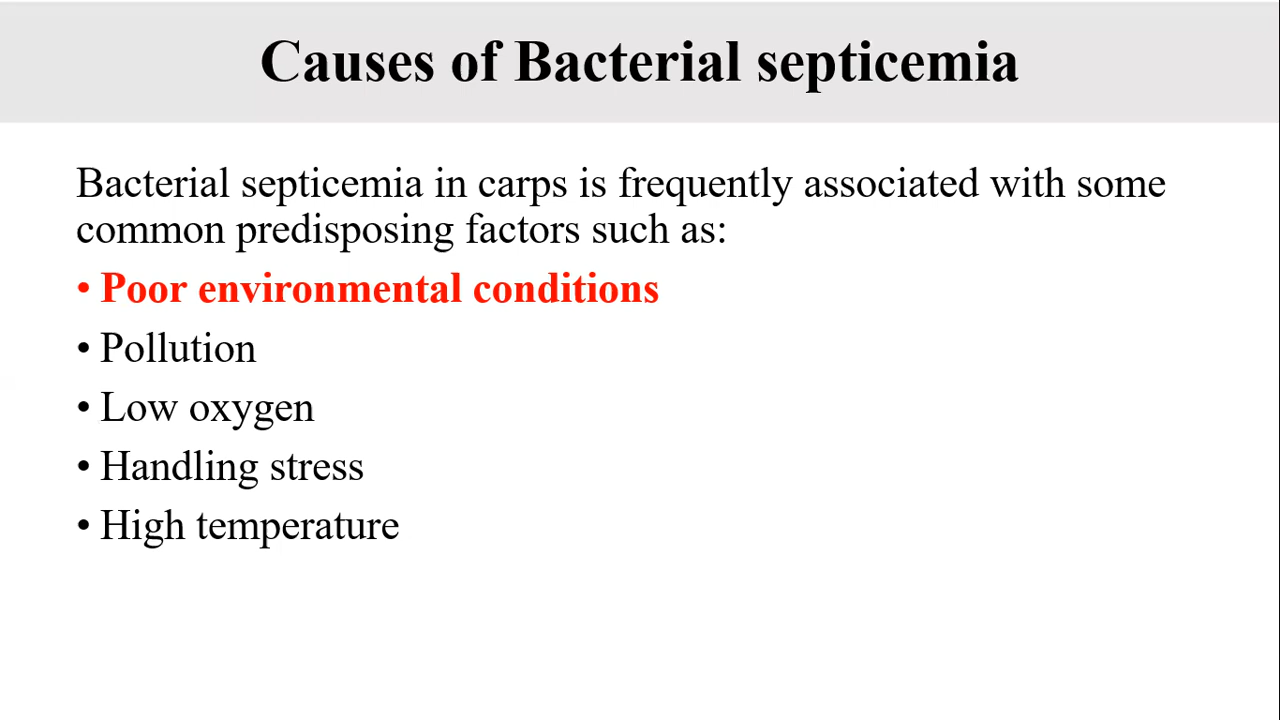 Causes of Bacterial septicemia
Bacterial septicemia in carps is frequently associated with some
common predisposing factors such as:
• Poor environmental conditions
• Pollution
• Low oxygen
• Handling stress
• High temperature